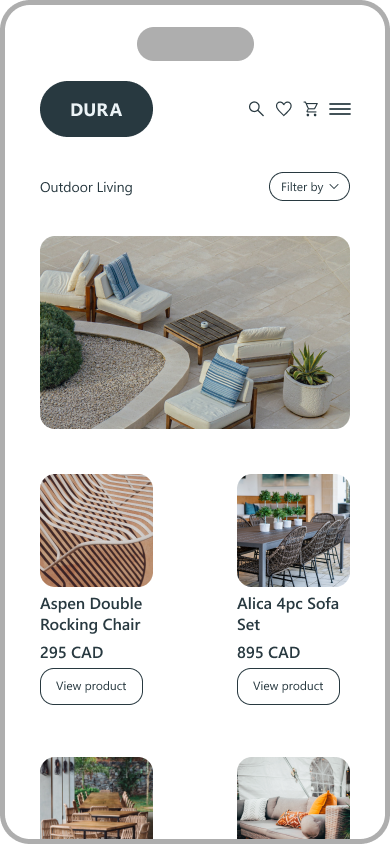 DURA
Outdoor Living
Filter by
Aspen Double
Rocking Chair
295 CAD
View product
Alica 4pc Sofa
Set
895 CAD
View product